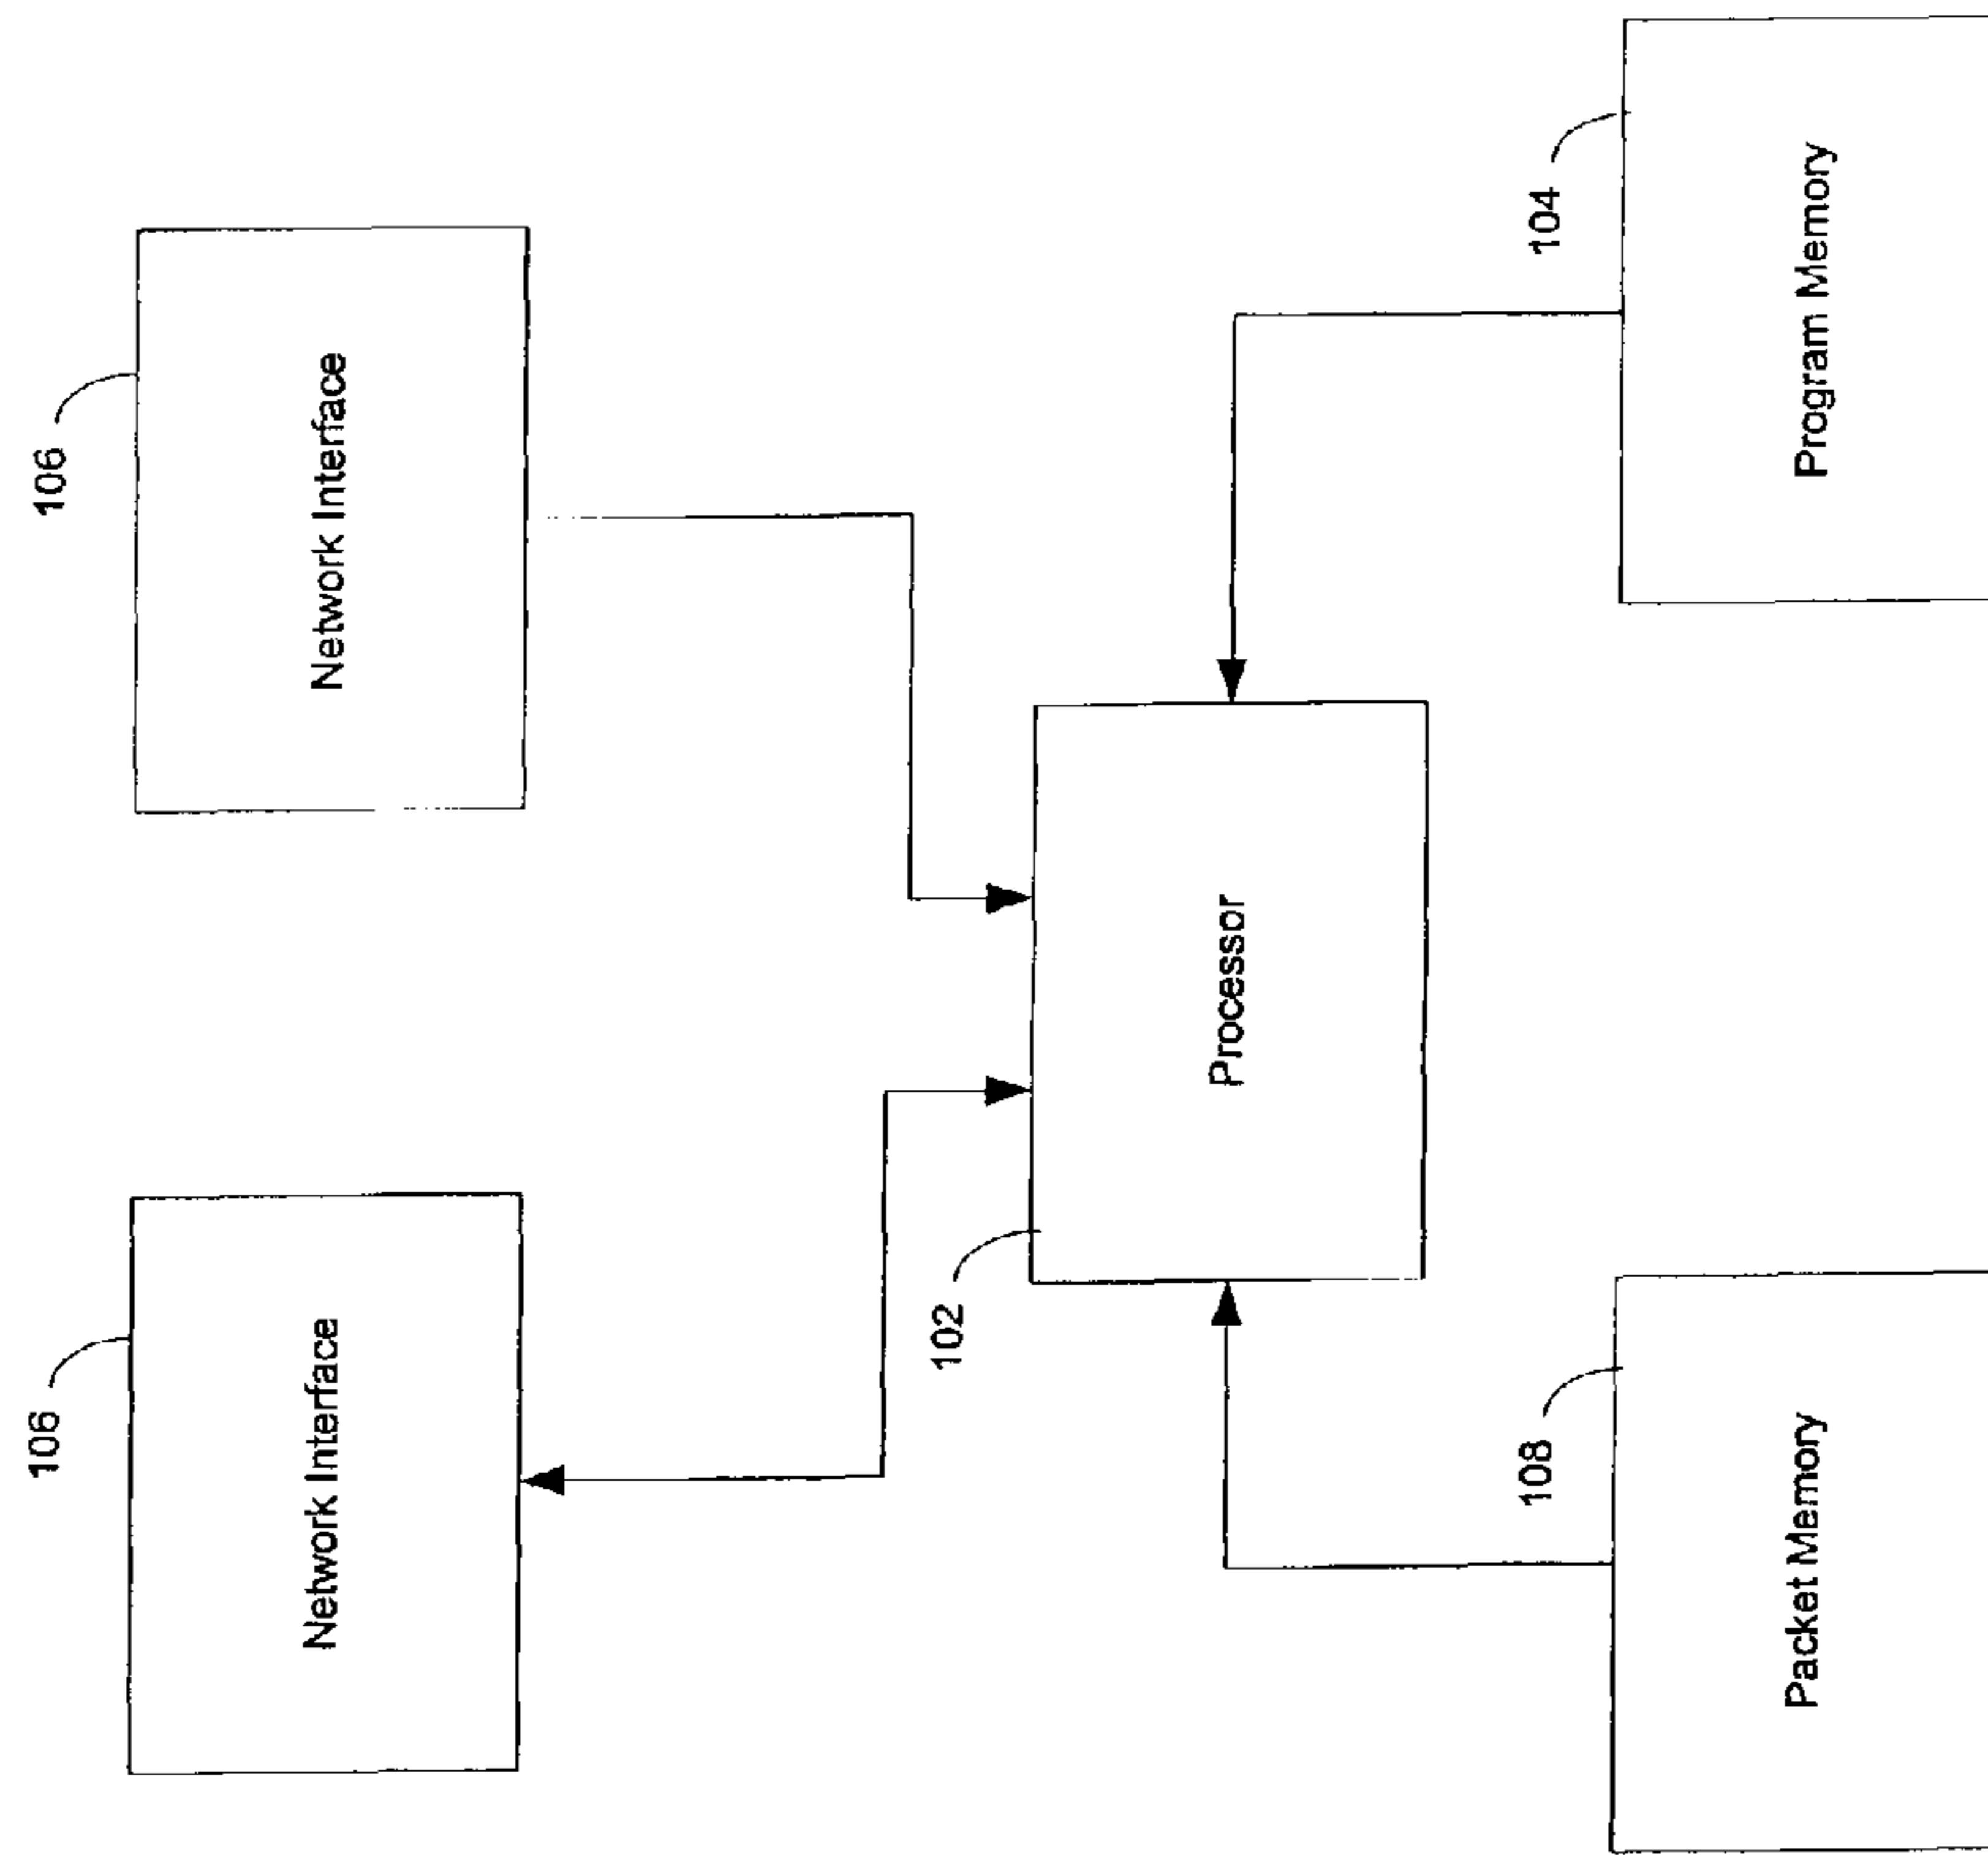 106
Network Interface
106
Network Interface
102
Processor
108
Packet Memory
104
Program Memory